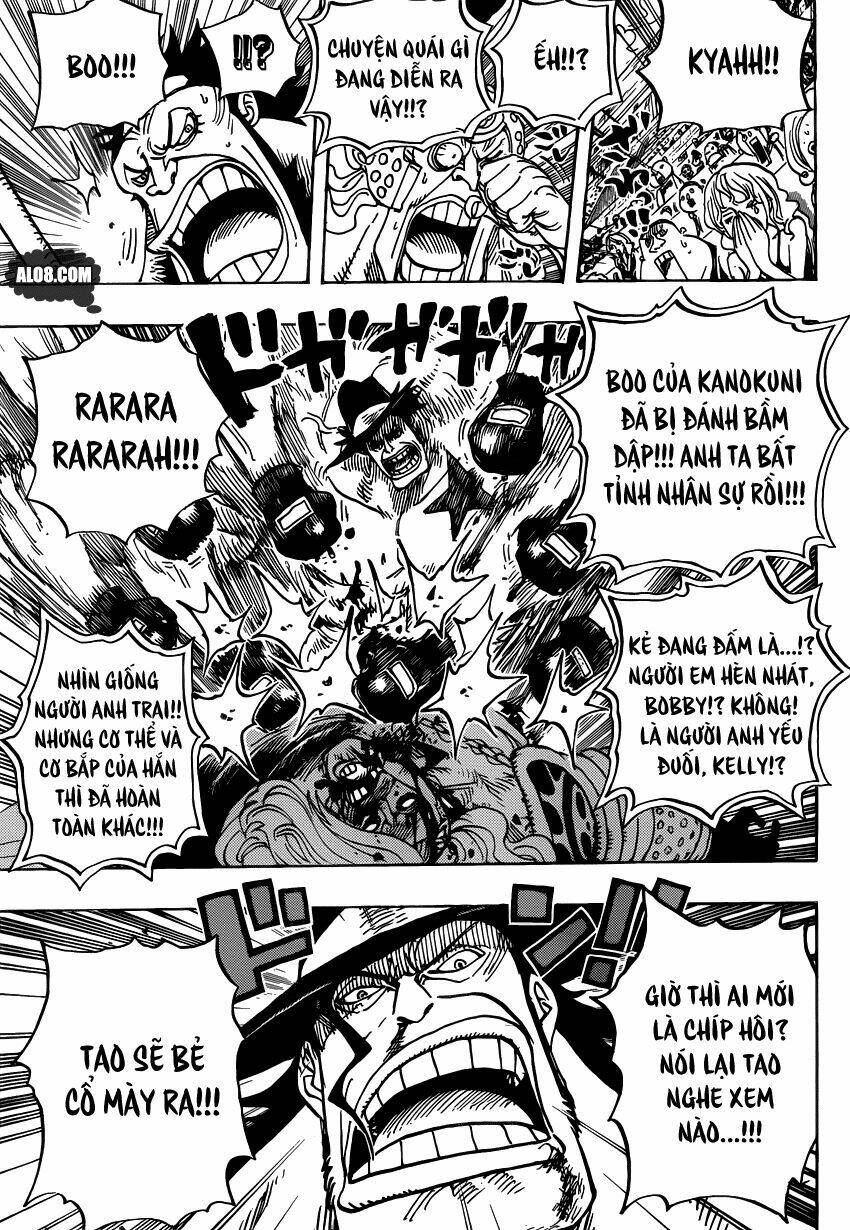 KYAHH!!
ẾH!!?
CHUYỆN QUÁI GÌ
ĐANG DIỄN RA
VẬY!!?
!!?
BOO!!!
ALO8.COM
ドガガガガ
BOO CỦA KANOKUNI
ĐÃ BỊ ĐÁNH BẦM
DẬP!!! ANH TA BẤT
TỈNH NHÂN SỰ RỒI!!!
RARARA
RARARAH!!!
KẺ ĐANG ĐẤM LÀ...!?
NGƯỜI EM HÈN NHÁT,
BOBBY!? KHÔNG!
LÀ NGƯỜI ANH YẾU
ĐUỐI, KELLY!?
NHÌN GIỐNG
NGƯỜI ANH TRAI!!
NHƯNG CƠ THỂ VÀ
CƠ BẮP CỦA HẮN
THÌ ĐÃ HOÀN
TOÀN KHÁC!!!
GIỜ THÌ AI MỚI
LÀ CHÍP HÔI?
NÓI LẠI TAO
NGHE XEM
NÀO...!!!
TAO SẼ BẺ
CỔ MÀY RA!!!